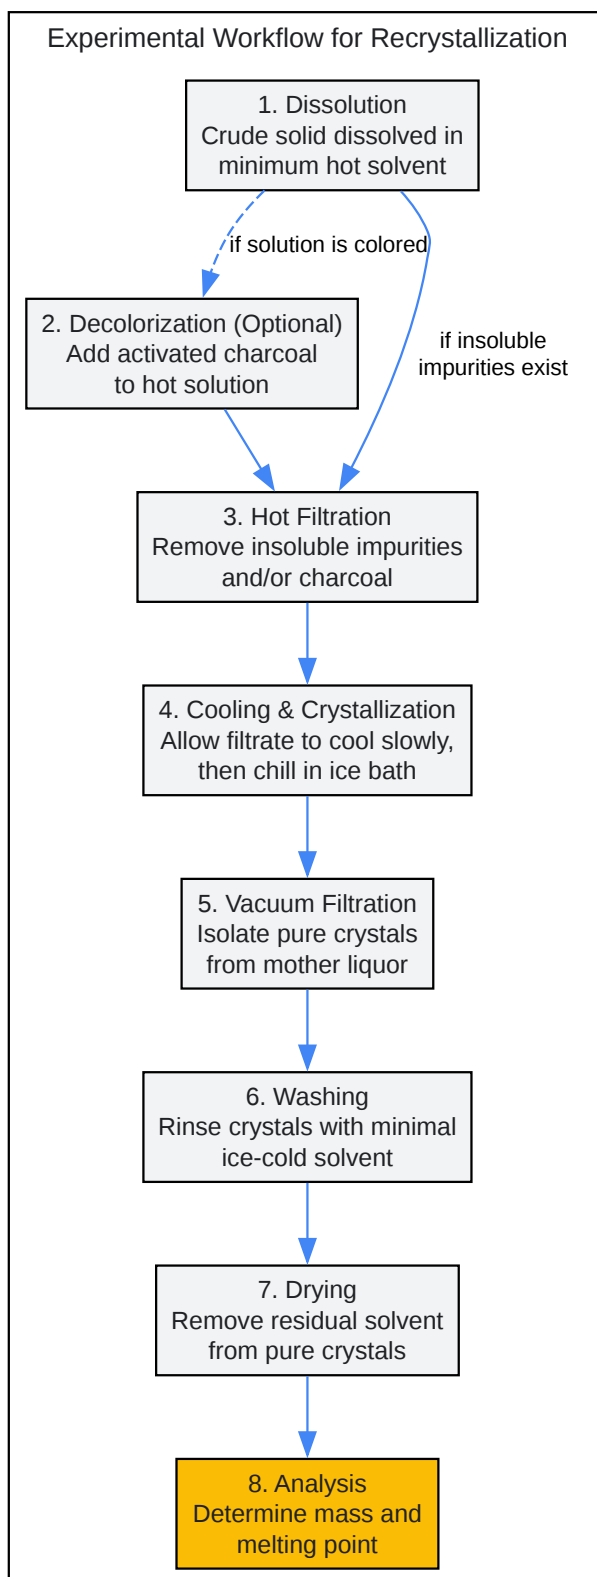 Experimental Workflow for Recrystallization
1. Dissolution
Crude solid dissolved in
minimum hot solvent
if solution is colored
2. Decolorization (Optional)
Add activated charcoal
to hot solution
if insoluble
impurities exist
3. Hot Filtration
Remove insoluble impurities
and/or charcoal
4. Cooling & Crystallization
Allow filtrate to cool slowly,
then chill in ice bath
5. Vacuum Filtration
Isolate pure crystals
from mother liquor
6. Washing
Rinse crystals with minimal
ice-cold solvent
7. Drying
Remove residual solvent
from pure crystals
8. Analysis
Determine mass and
melting point